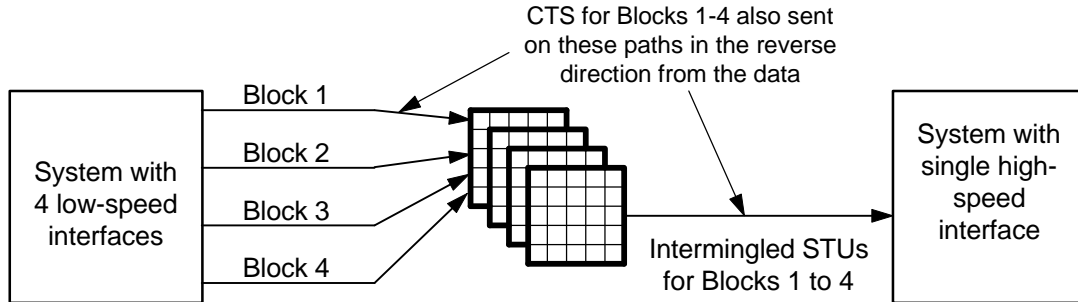 CTS for Blocks 1-4 also sent
on these paths in the reverse
direction from the data
Block 1
Block 2
Block 3
Block 4
System with
4 low-speed
interfaces
System with
single high-
speed
interface
Intermingled STUs
for Blocks 1 to 4